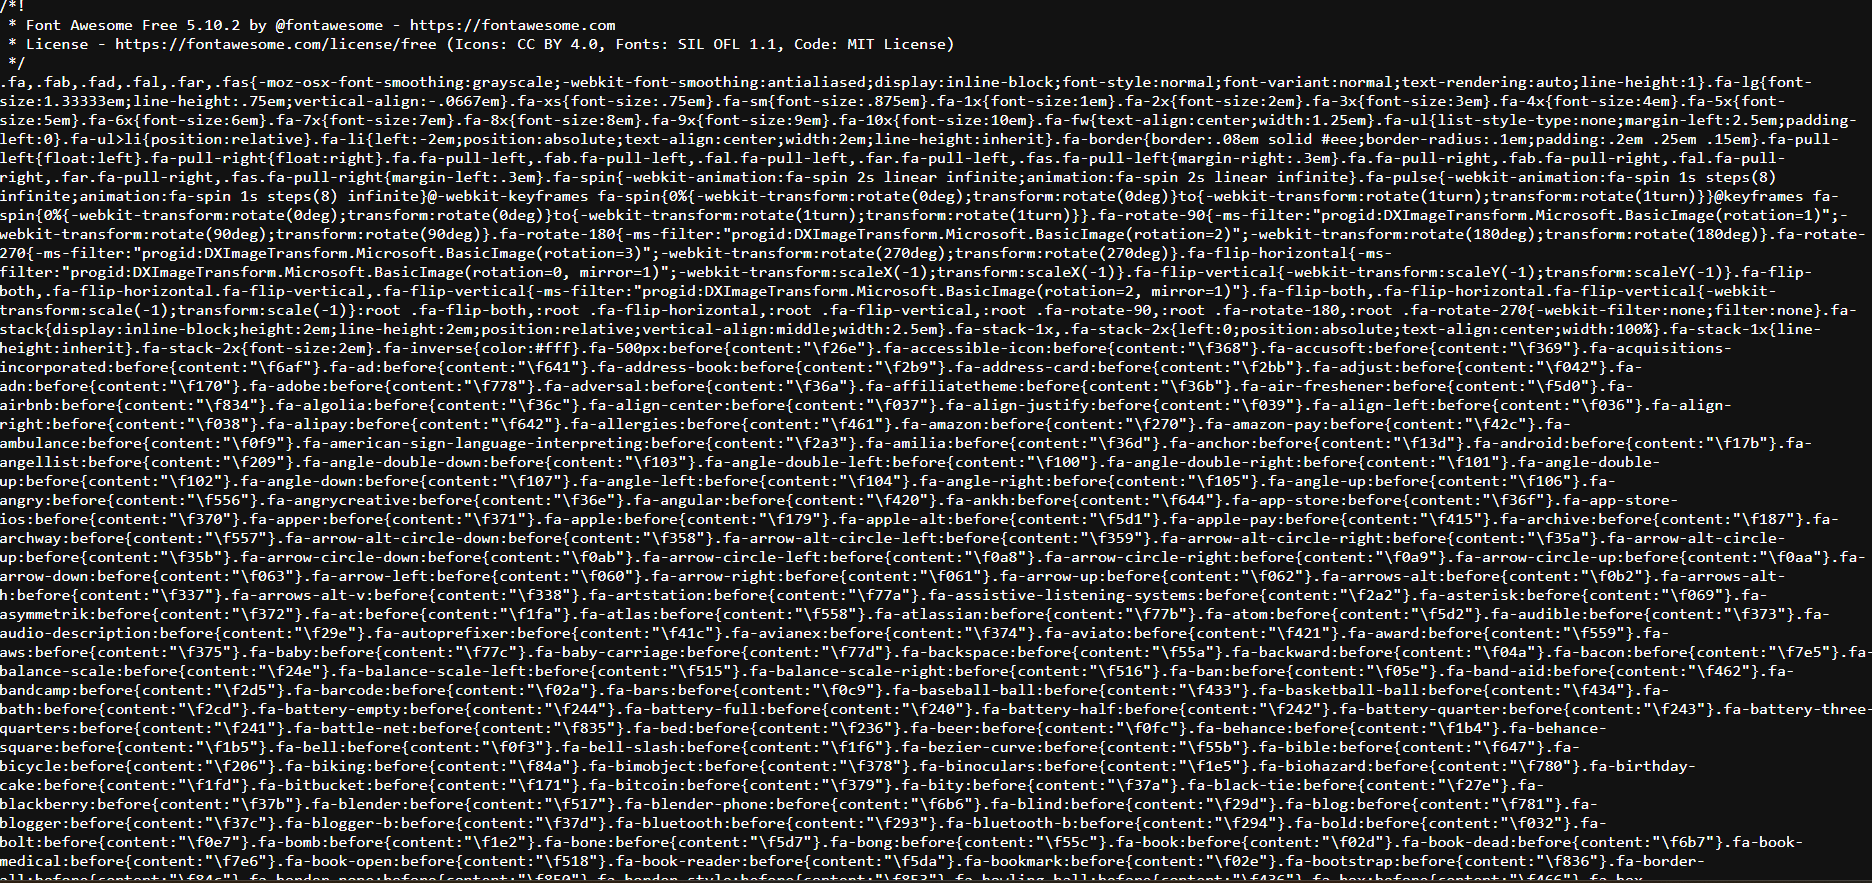 /*!
 * Font Awesome Free 5.10.2 by @fontawesome - https://fontawesome.com
 * License - https://fontawesome.com/license/free (Icons: CC BY 4.0, Fonts: SIL OFL 1.1, Code: MIT License)
 */
.fa,.fab,.fad,.fal,.far,.fas{-moz-osx-font-smoothing:grayscale;-webkit-font-smoothing:antialiased;display:inline-block;font-style:normal;font-variant:normal;text-rendering:auto;line-height:1}.fa-lg{font-
size:1.33333em;line-height:.75em;vertical-align:-.0667em}.fa-xs{font-size:.75em}.fa-sm{font-size:.875em}.fa-1x{font-size:1em}.fa-2x{font-size:2em}.fa-3x{font-size:3em}.fa-4x{font-size:4em}.fa-5x{font-
size:5em}.fa-6x{font-size:6em}.fa-7x{font-size:7em}.fa-8x{font-size:8em}.fa-9x{font-size:9em}.fa-10x{font-size:10em}.fa-fw{text-align:center;width:1.25em}.fa-ul{list-style-type:none;margin-left:2.5em;padding-
left:0}.fa-ul>li{position:relative}.fa-li{left:-2em;position:absolute;text-align:center;width:2em;line-height:inherit}.fa-border{border:.08em solid #eee;border-radius:.1em;padding:.2em .25em .15em}.fa-pull-
left{float:left}.fa-pull-right{float:right}.fa.fa-pull-left,.fab.fa-pull-left,.fal.fa-pull-left,.far.fa-pull-left,.fas.fa-pull-left{margin-right:.3em}.fa.fa-pull-right,.fab.fa-pull-right,.fal.fa-pull-
right,.far.fa-pull-right,.fas.fa-pull-right{margin-left:.3em}.fa-spin{-webkit-animation:fa-spin 2s linear infinite;animation:fa-spin 2s linear infinite}.fa-pulse{-webkit-animation:fa-spin 1s steps(8)
infinite;animation:fa-spin 1s steps(8) infinite}@-webkit-keyframes fa-spin{0%{-webkit-transform:rotate(0deg);transform:rotate(0deg)}to{-webkit-transform:rotate(1turn);transform:rotate(1turn)}}@keyframes fa-
spin{0%{-webkit-transform:rotate(0deg);transform:rotate(0deg)}to{-webkit-transform:rotate(1turn);transform:rotate(1turn)}}.fa-rotate-90{-ms-filter:"progid:DXImageTransform.Microsoft.BasicImage(rotation=1)";-
webkit-transform:rotate(90deg);transform:rotate(90deg)}.fa-rotate-180{-ms-filter:"progid:DXImageTransform.Microsoft.BasicImage(rotation=2)";-webkit-transform:rotate(180deg);transform:rotate(180deg)}.fa-rotate-
270{-ms-filter:"progid:DXImageTransform.Microsoft.BasicImage(rotation=3)";-webkit-transform:rotate(270deg);transform:rotate(270deg)}.fa-flip-horizontal{-ms-
filter:"progid:DXImageTransform.Microsoft.BasicImage(rotation=0, mirror=1)";-webkit-transform:scaleX(-1);transform:scaleX(-1)}.fa-flip-vertical{-webkit-transform:scaleY(-1);transform:scaleY(-1)}.fa-flip-
both,.fa-flip-horizontal.fa-flip-vertical,.fa-flip-vertical{-ms-filter:"progid:DXImageTransform.Microsoft.BasicImage(rotation=2, mirror=1)"}.fa-flip-both,.fa-flip-horizontal.fa-flip-vertical{-webkit-
transform:scale(-1);transform:scale(-1)}:root .fa-flip-both,:root .fa-flip-horizontal,:root .fa-flip-vertical,:root .fa-rotate-90,:root .fa-rotate-180,:root .fa-rotate-270{-webkit-filter:none;filter:none}.fa-
stack{display:inline-block;height:2em;line-height:2em;position:relative;vertical-align:middle;width:2.5em}.fa-stack-1x,.fa-stack-2x{left:0;position:absolute;text-align:center;width:100%}.fa-stack-1x{line-
height:inherit}.fa-stack-2x{font-size:2em}.fa-inverse{color:#fff}.fa-500px:before{content:"\f26e"}.fa-accessible-icon:before{content:"\f368"}.fa-accusoft:before{content:"\f369"}.fa-acquisitions-
incorporated:before{content:"\f6af"}.fa-ad:before{content:"\f641"}.fa-address-book:before{content:"\f2b9"}.fa-address-card:before{content:"\f2bb"}.fa-adjust:before{content:"\f042"}.fa-
adn:before{content:"\f170"}.fa-adobe:before{content:"\f778"}.fa-adversal:before{content:"\f36a"}.fa-affiliatetheme:before{content:"\f36b"}.fa-air-freshener:before{content:"\f5d0"}.fa-
airbnb:before{content:"\f834"}.fa-algolia:before{content:"\f36c"}.fa-align-center:before{content:"\f037"}.fa-align-justify:before{content:"\f039"}.fa-align-left:before{content:"\f036"}.fa-align-
right:before{content:"\f038"}.fa-alipay:before{content:"\f642"}.fa-allergies:before{content:"\f461"}.fa-amazon:before{content:"\f270"}.fa-amazon-pay:before{content:"\f42c"}.fa-
ambulance:before{content:"\f0f9"}.fa-american-sign-language-interpreting:before{content:"\f2a3"}.fa-amilia:before{content:"\f36d"}.fa-anchor:before{content:"\f13d"}.fa-android:before{content:"\f17b"}.fa-
angellist:before{content:"\f209"}.fa-angle-double-down:before{content:"\f103"}.fa-angle-double-left:before{content:"\f100"}.fa-angle-double-right:before{content:"\f101"}.fa-angle-double-
up:before{content:"\f102"}.fa-angle-down:before{content:"\f107"}.fa-angle-left:before{content:"\f104"}.fa-angle-right:before{content:"\f105"}.fa-angle-up:before{content:"\f106"}.fa-
angry:before{content:"\f556"}.fa-angrycreative:before{content:"\f36e"}.fa-angular:before{content:"\f420"}.fa-ankh:before{content:"\f644"}.fa-app-store:before{content:"\f36f"}.fa-app-store-
ios:before{content:"\f370"}.fa-apper:before{content:"\f371"}.fa-apple:before{content:"\f179"}.fa-apple-alt:before{content:"\f5d1"}.fa-apple-pay:before{content:"\f415"}.fa-archive:before{content:"\f187"}.fa-
archway:before{content:"\f557"}.fa-arrow-alt-circle-down:before{content:"\f358"}.fa-arrow-alt-circle-left:before{content:"\f359"}.fa-arrow-alt-circle-right:before{content:"\f35a"}.fa-arrow-alt-circle-
up:before{content:"\f35b"}.fa-arrow-circle-down:before{content:"\f0ab"}.fa-arrow-circle-left:before{content:"\f0a8"}.fa-arrow-circle-right:before{content:"\f0a9"}.fa-arrow-circle-up:before{content:"\f0aa"}.fa-
arrow-down:before{content:"\f063"}.fa-arrow-left:before{content:"\f060"}.fa-arrow-right:before{content:"\f061"}.fa-arrow-up:before{content:"\f062"}.fa-arrows-alt:before{content:"\f0b2"}.fa-arrows-alt-
h:before{content:"\f337"}.fa-arrows-alt-v:before{content:"\f338"}.fa-artstation:before{content:"\f77a"}.fa-assistive-listening-systems:before{content:"\f2a2"}.fa-asterisk:before{content:"\f069"}.fa-
asymmetrik:before{content:"\f372"}.fa-at:before{content:"\f1fa"}.fa-atlas:before{content:"\f558"}.fa-atlassian:before{content:"\f77b"}.fa-atom:before{content:"\f5d2"}.fa-audible:before{content:"\f373"}.fa-
audio-description:before{content:"\f29e"}.fa-autoprefixer:before{content:"\f41c"}.fa-avianex:before{content:"\f374"}.fa-aviato:before{content:"\f421"}.fa-award:before{content:"\f559"}.fa-
aws:before{content:"\f375"}.fa-baby:before{content:"\f77c"}.fa-baby-carriage:before{content:"\f77d"}.fa-backspace:before{content:"\f55a"}.fa-backward:before{content:"\f04a"}.fa-bacon:before{content:"\f7e5"}.fa-
balance-scale:before{content:"\f24e"}.fa-balance-scale-left:before{content:"\f515"}.fa-balance-scale-right:before{content:"\f516"}.fa-ban:before{content:"\f05e"}.fa-band-aid:before{content:"\f462"}.fa-
bandcamp:before{content:"\f2d5"}.fa-barcode:before{content:"\f02a"}.fa-bars:before{content:"\f0c9"}.fa-baseball-ball:before{content:"\f433"}.fa-basketball-ball:before{content:"\f434"}.fa-
bath:before{content:"\f2cd"}.fa-battery-empty:before{content:"\f244"}.fa-battery-full:before{content:"\f240"}.fa-battery-half:before{content:"\f242"}.fa-battery-quarter:before{content:"\f243"}.fa-battery-three-
quarters:before{content:"\f241"}.fa-battle-net:before{content:"\f835"}.fa-bed:before{content:"\f236"}.fa-beer:before{content:"\f0fc"}.fa-behance:before{content:"\f1b4"}.fa-behance-
square:before{content:"\f1b5"}.fa-bell:before{content:"\f0f3"}.fa-bell-slash:before{content:"\f1f6"}.fa-bezier-curve:before{content:"\f55b"}.fa-bible:before{content:"\f647"}.fa-
bicycle:before{content:"\f206"}.fa-biking:before{content:"\f84a"}.fa-bimobject:before{content:"\f378"}.fa-binoculars:before{content:"\f1e5"}.fa-biohazard:before{content:"\f780"}.fa-birthday-
cake:before{content:"\f1fd"}.fa-bitbucket:before{content:"\f171"}.fa-bitcoin:before{content:"\f379"}.fa-bity:before{content:"\f37a"}.fa-black-tie:before{content:"\f27e"}.fa-
blackberry:before{content:"\f37b"}.fa-blender:before{content:"\f517"}.fa-blender-phone:before{content:"\f6b6"}.fa-blind:before{content:"\f29d"}.fa-blog:before{content:"\f781"}.fa-
blogger:before{content:"\f37c"}.fa-blogger-b:before{content:"\f37d"}.fa-bluetooth:before{content:"\f293"}.fa-bluetooth-b:before{content:"\f294"}.fa-bold:before{content:"\f032"}.fa-
bolt:before{content:"\f0e7"}.fa-bomb:before{content:"\f1e2"}.fa-bone:before{content:"\f5d7"}.fa-bong:before{content:"\f55c"}.fa-book:before{content:"\f02d"}.fa-book-dead:before{content:"\f6b7"}.fa-book-
medical:before{content:"\f7e6"}.fa-book-open:before{content:"\f518"}.fa-book-reader:before{content:"\f5da"}.fa-bookmark:before{content:"\f02e"}.fa-bootstrap:before{content:"\f836"}.fa-border-
all:before{content:"\f84c"}.fa-border-none:before{content:"\f850"}.fa-border-style:before{content:"\f853"}.fa-bowling-ball:before{content:"\f436"}.fa-box:before{content:"\f466"}.fa-box-